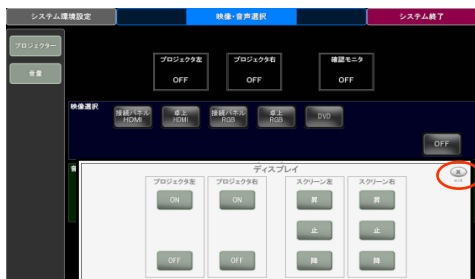 システム環境設定
映像・音声選択
システム終了
プロジェクター
音量
プロジェクタ左
OFF
プロジェクタ右
OFF
確認モニタ
OFF
映像選択
接続パネル
HDMI
卓上
HDMI
接続パネル
RGB
卓上
RGB
DVD
OFF
音
ディスプレイ
プロジェクタ左
プロジェクタ右
スクリーン左
スクリーン右
ON
ON
昇
昇
止
止
OFF
OFF
降
降